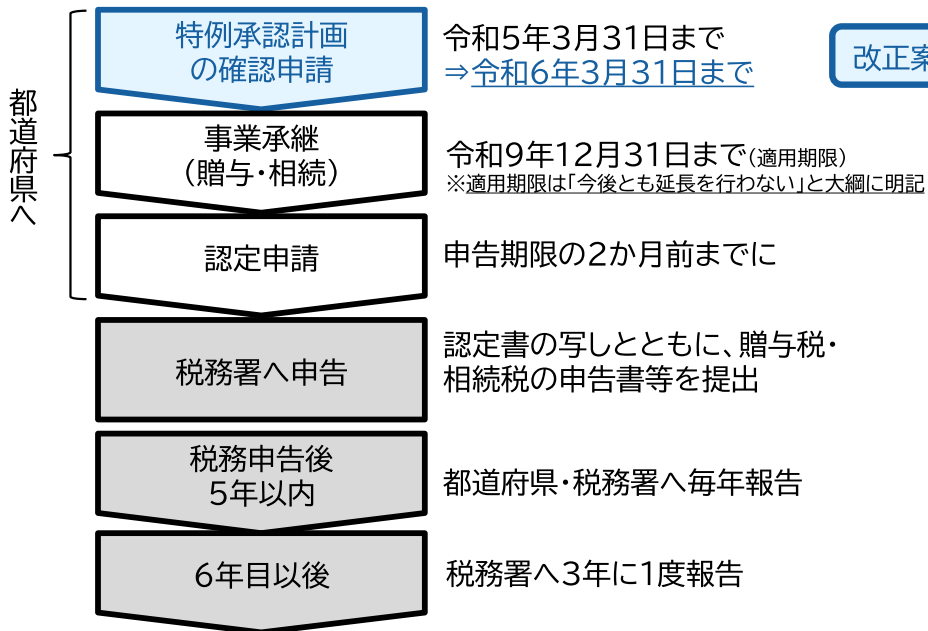 特例承認計画
の確認申請
令和5年3月31日まで
⇒令和6年3月31日まで
改正案
都道府県へ
事業承継
（贈与・相続）
令和9年12月31日まで（適用期限）
※適用期限は「今後とも延長を行わない」と大綱に明記
認定申請
申告期限の2か月前までに
税務署へ申告
認定書の写しとともに、贈与税・
相続税の申告書等を提出
税務申告後
5年以内
都道府県・税務署へ毎年報告
6年目以後
税務署へ3年に1度報告